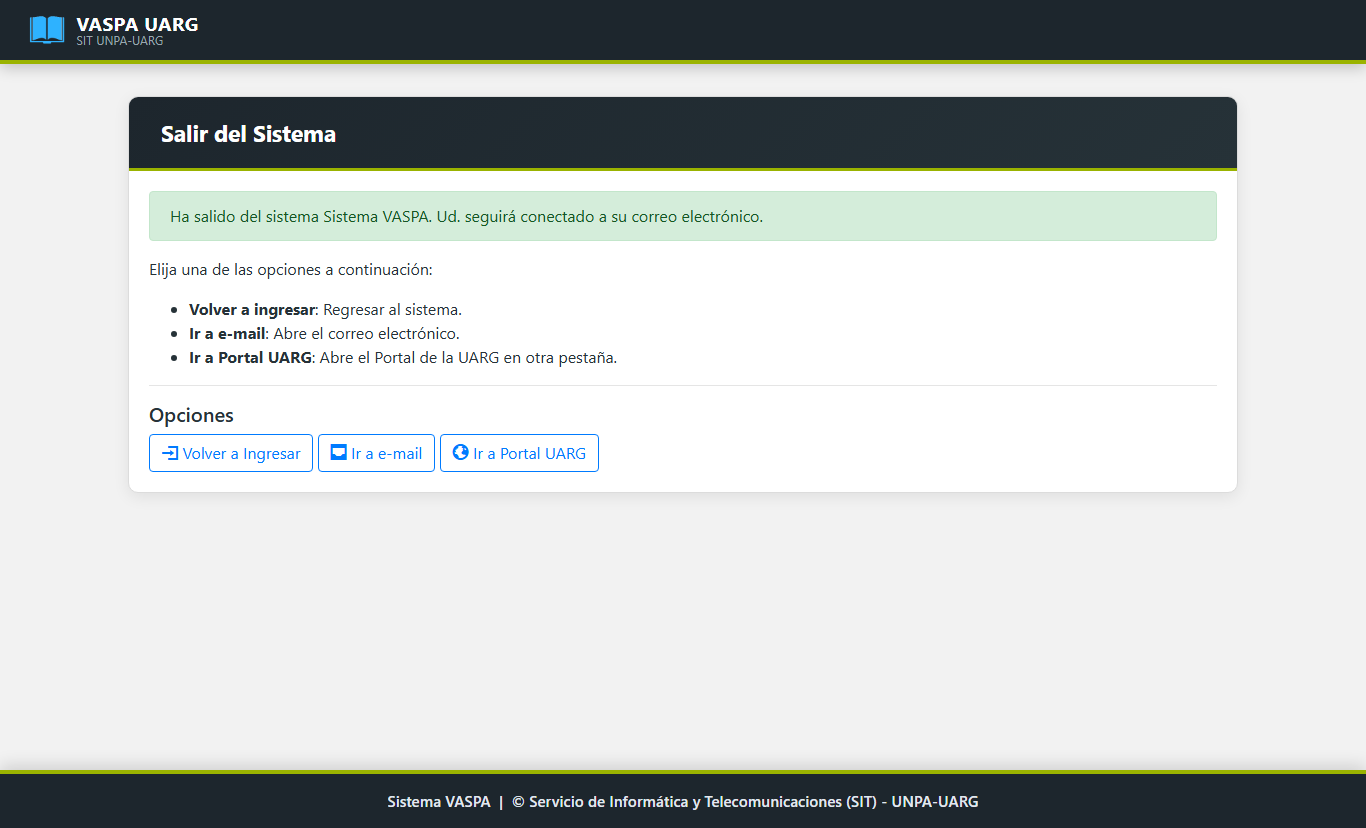 VASPA UARG
SIT UNPA-UARG
Salir del Sistema
Ha salido del sistema Sistema VASPA. Ud. seguirá conectado a su correo electrónico.
Elija una de las opciones a continuación:
Volver a ingresar: Regresar al sistema.
Ir a e-mail: Abre el correo electrónico.
Ir a Portal UARG: Abre el Portal de la UARG en otra pestaña.
Opciones
Volver a Ingresar Ir a e-mail Ir a Portal UARG
Sistema VASPA | © Servicio de Informática y Telecomunicaciones (SIT) - UNPA-UARG